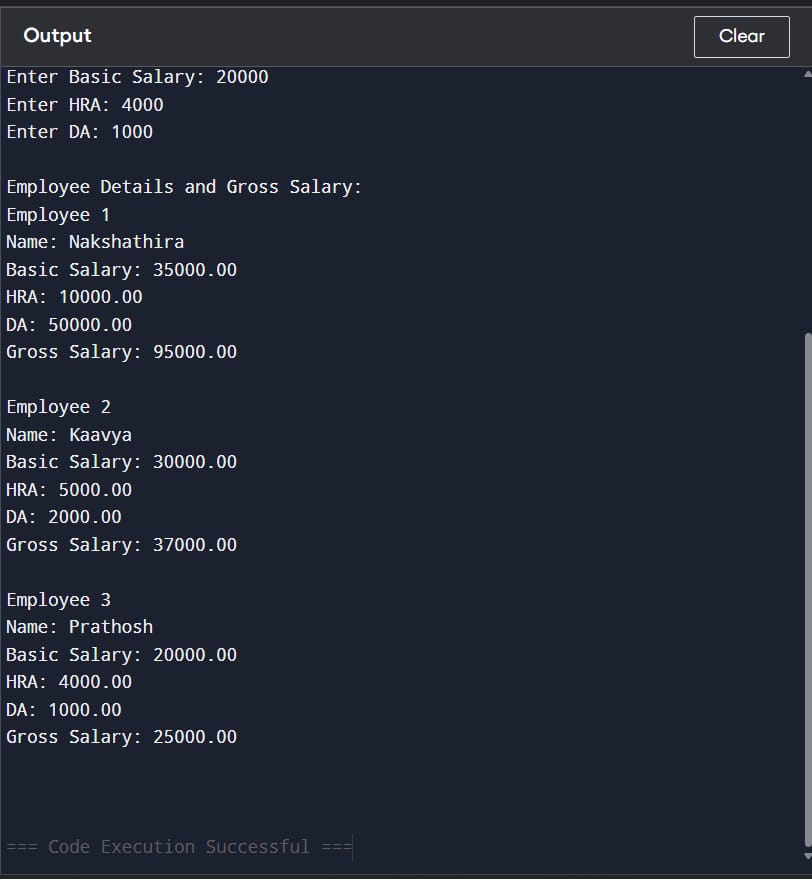 Output
Clear
Enter Basic Salary: 20000
Enter HRA: 4000
Enter DA: 1000
Employee Details and Gross Salary:
Employee 1
Name: Nakshathira
Basic Salary: 35000.00
HRA: 10000.00
DA: 50000.00
Gross Salary: 95000.00
Employee 2
Name: Kaavya
Basic Salary: 30000.00
HRA: 5000.00
DA: 2000.00
Gross Salary: 37000.00
Employee 3
Name: Prathosh
Basic Salary: 20000.00
HRA: 4000.00
DA: 1000.00
Gross Salary: 25000.00
=== Code Execution Successful ===